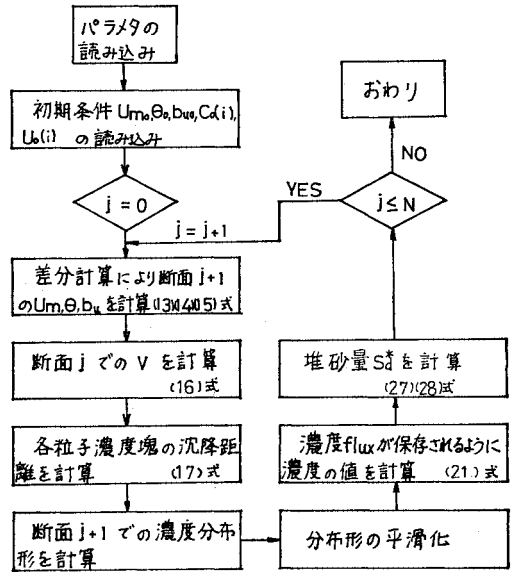 パラメタの
読み込み
初期条件 Um₀,θ₀,bu₀,C₀(i),
U₀(i) の読み込み
j = 0
j = j+1
差分計算により断面 j+1
のUm,θ,buを計算(13)(14)(15)式
断面 j での V を計算
(16)式
各粒子濃度塊の沈降距
離を計算 (17)式
断面 j+1 での濃度分布
形を計算
分布形の平滑化
濃度fluxが保存されるように
濃度の値を計算 (21.)式
堆砂量 を計算
(27)(28)式
j≤N
YES
NO
おわり